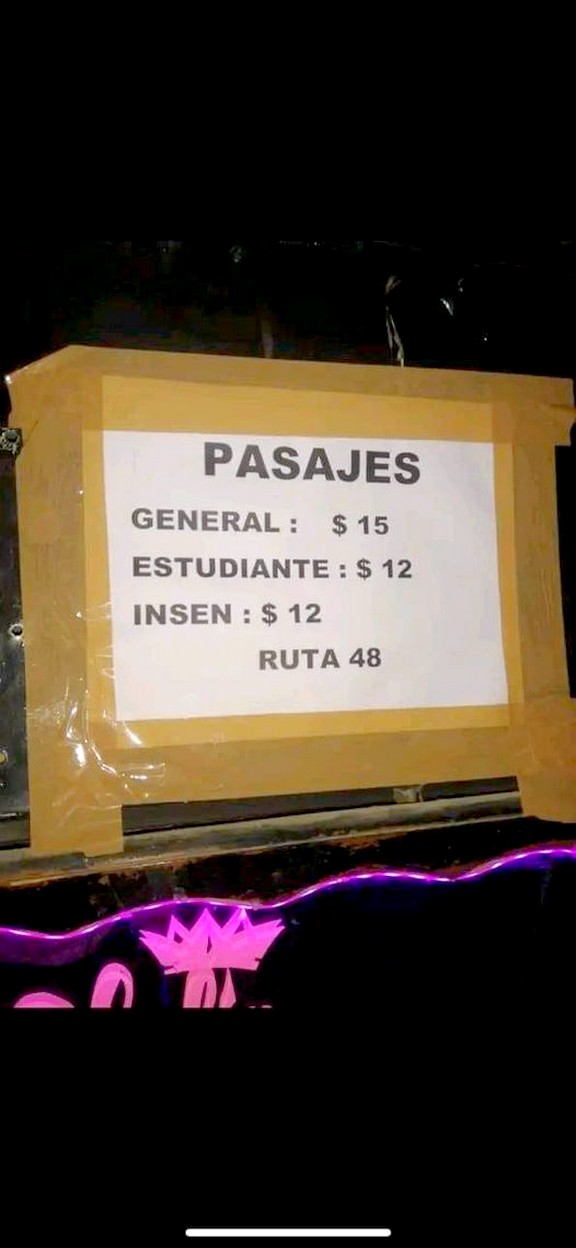 PASAJES
GENERAL : $ 15
ESTUDIANTE : $ 12
INSEN : $ 12
RUTA 48